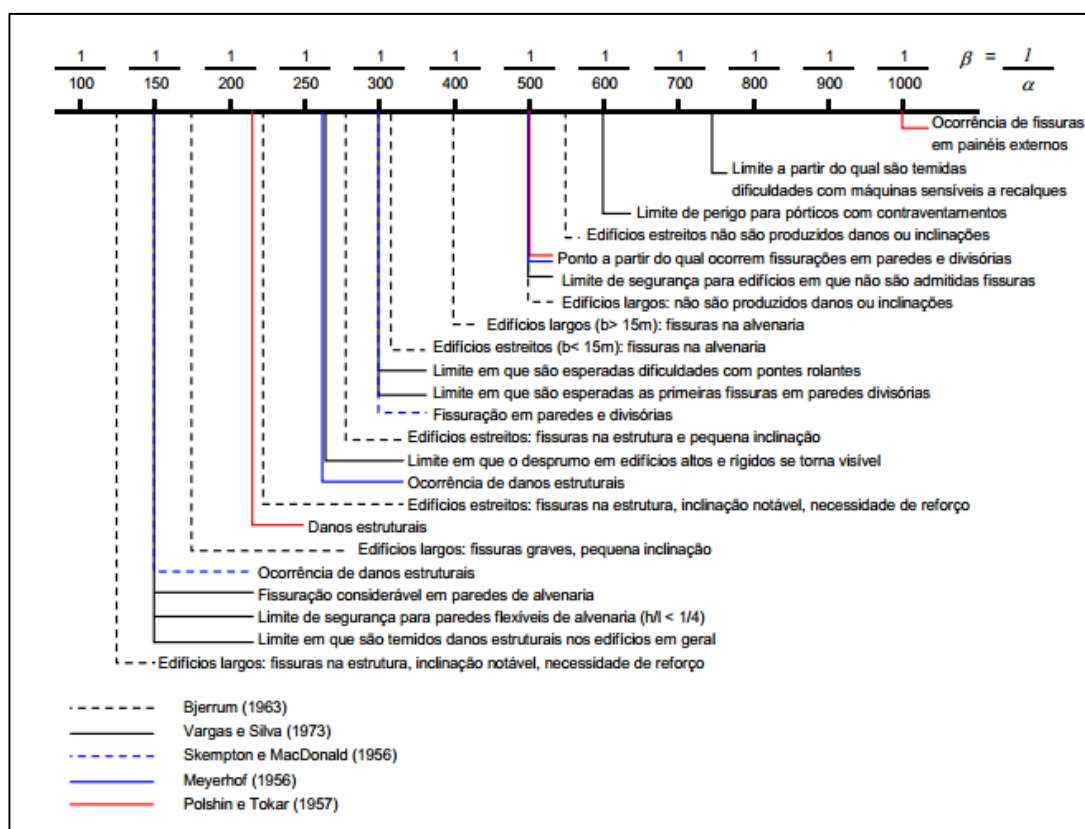 1 1 1 1 1 1 1 1 1 1 1 1 β = l
100 150 200 250 300 400 500 600 700 800 900 1000 α
Ocorrência de fissuras
em painéis externos
Limite a partir do qual são temidas
dificuldades com máquinas sensíveis a recalques
Limite de perigo para pórticos com contraventamentos
Edifícios estreitos não são produzidos danos ou inclinações
Ponto a partir do qual ocorrem fissurações em paredes e divisórias
Limite de segurança para edifícios em que não são admitidas fissuras
Edifícios largos: não são produzidos danos ou inclinações
Edifícios largos (b> 15m): fissuras na alvenaria
Edifícios estreitos (b< 15m): fissuras na alvenaria
Limite em que são esperadas dificuldades com pontes rolantes
Limite em que são esperadas as primeiras fissuras em paredes divisórias
Fissuração em paredes e divisórias
Edifícios estreitos: fissuras na estrutura e pequena inclinação
Limite em que o desprumo em edifícios altos e rígidos se torna visível
Ocorrência de danos estruturais
Edifícios estreitos: fissuras na estrutura, inclinação notável, necessidade de reforço
Danos estruturais
Edifícios largos: fissuras graves, pequena inclinação
Ocorrência de danos estruturais
Fissuração considerável em paredes de alvenaria
Limite de segurança para paredes flexíveis de alvenaria (h/l < 1/4)
Limite em que são temidos danos estruturais nos edifícios em geral
Edifícios largos: fissuras na estrutura, inclinação notável, necessidade de reforço
Bjerrum (1963)
Vargas e Silva (1973)
Skempton e MacDonald (1956)
Meyerhof (1956)
Polshin e Tokar (1957)